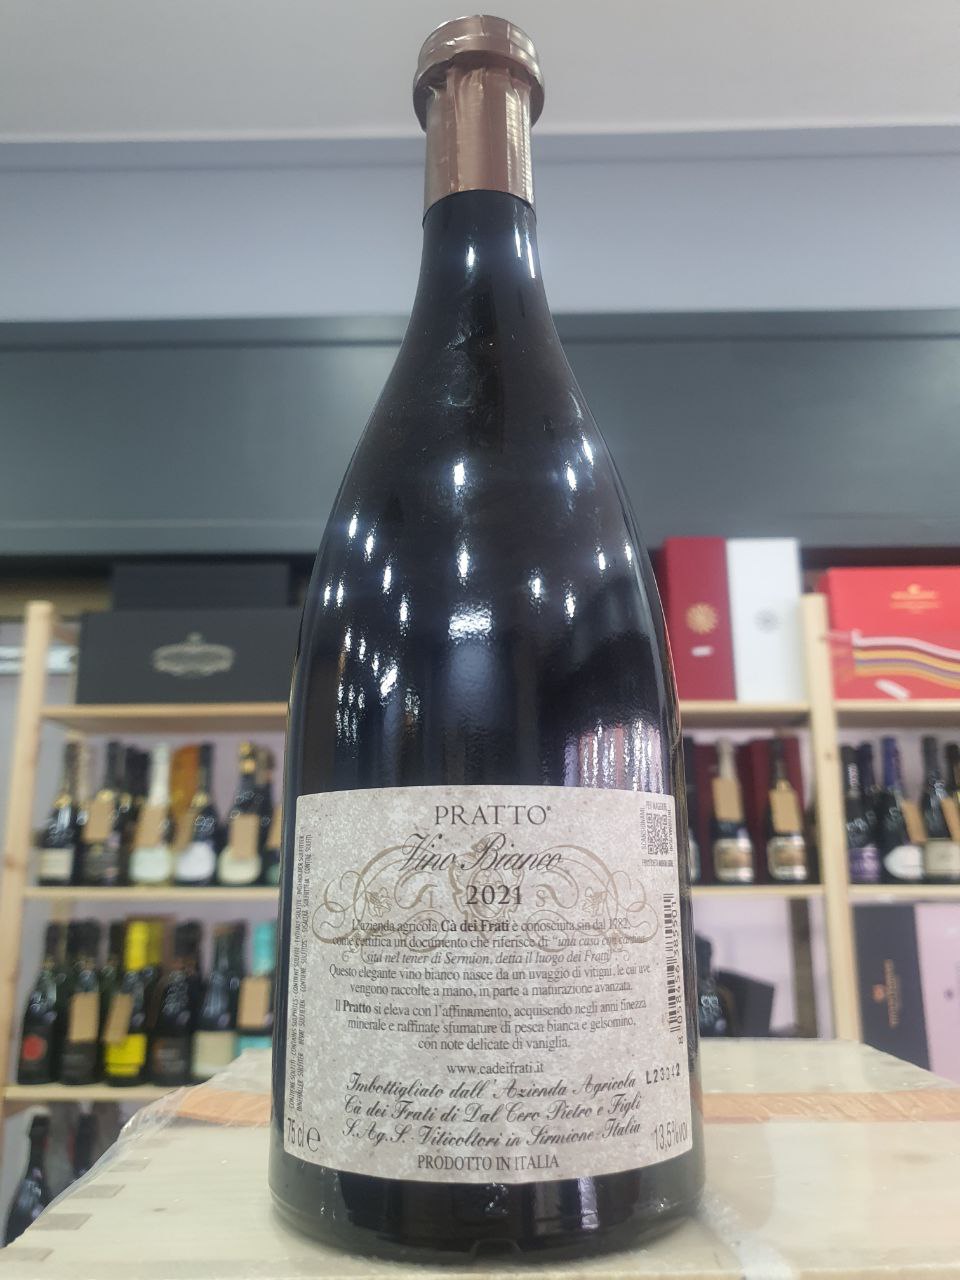 PRATTO®
Vino Bianco
2021
L'azienda agricola Cà dei Frati è conosciuta sin dal 1782,
come certifica un documento che riferisce di "una casa con cantina
sita nel tener di Sermion, detta il luogo dei Frati"
Questo elegante vino bianco nasce da un uvaggio di vitigni, le cui uve
vengono raccolte a mano, in parte a maturazione avanzata.
Il Pratto si eleva con l'affinamento, acquisendo negli anni finezza
minerale e raffinate sfumature di pesca bianca e gelsomino,
con note delicate di vaniglia.
www.cadeifrati.it
Imbottigliato dall'Azienda Agricola
Cà dei Frati di Dal Cero Pietro e Figli
S.Ag.S. - Viticoltori in Sirmione - Italia
PRODOTTO IN ITALIA
75 cl e
13,5% vol
8 058456 385501